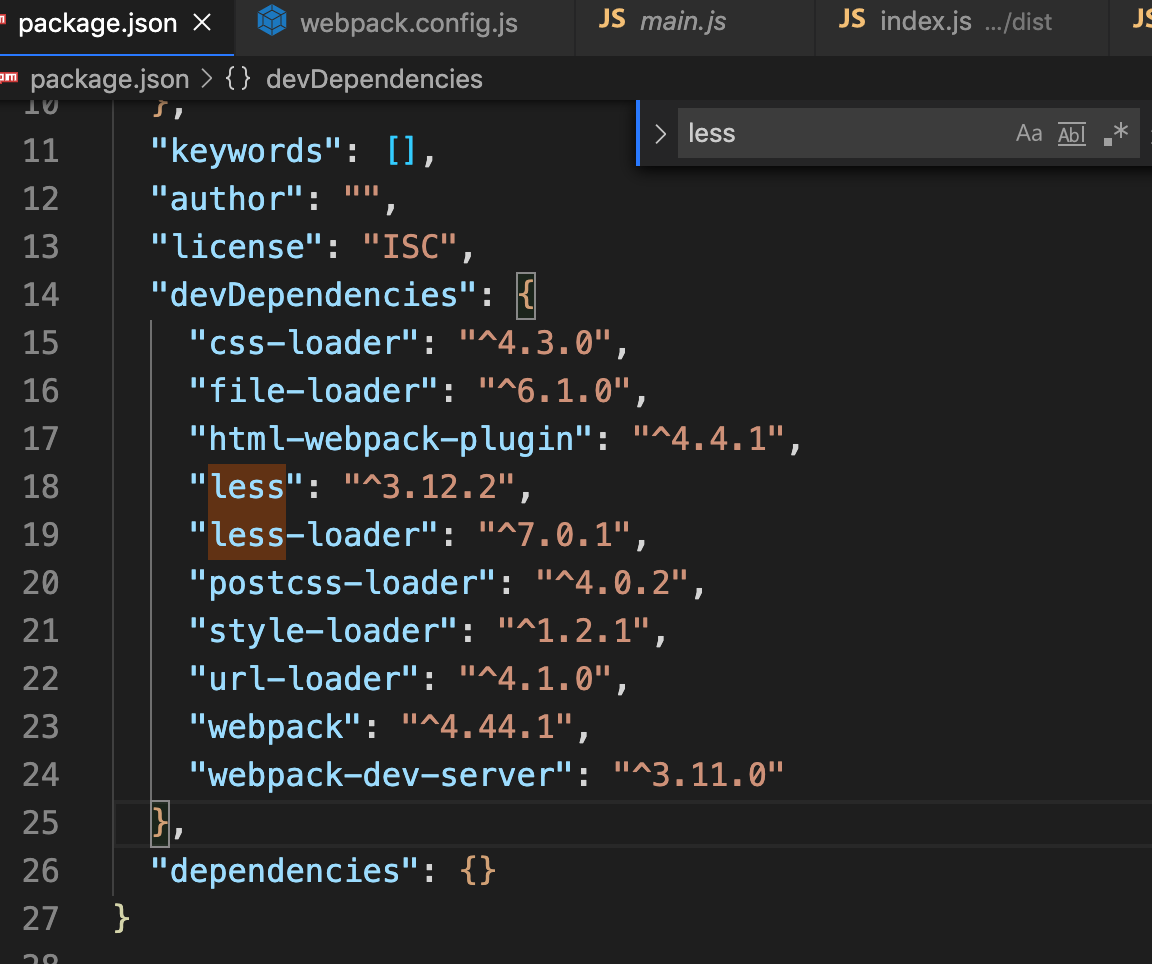 package.json × webpack.config.js JS main.js JS index.js .../dist JS
package.json > {} devDependencies
less Aa Abl .*
10 },
11 "keywords": [],
12 "author": "",
13 "license": "ISC",
14 "devDependencies": {
15 "css-loader": "^4.3.0",
16 "file-loader": "^6.1.0",
17 "html-webpack-plugin": "^4.4.1",
18 "less": "^3.12.2",
19 "less-loader": "^7.0.1",
20 "postcss-loader": "^4.0.2",
21 "style-loader": "^1.2.1",
22 "url-loader": "^4.1.0",
23 "webpack": "^4.44.1",
24 "webpack-dev-server": "^3.11.0"
25 },
26 "dependencies": {}
27 }
28